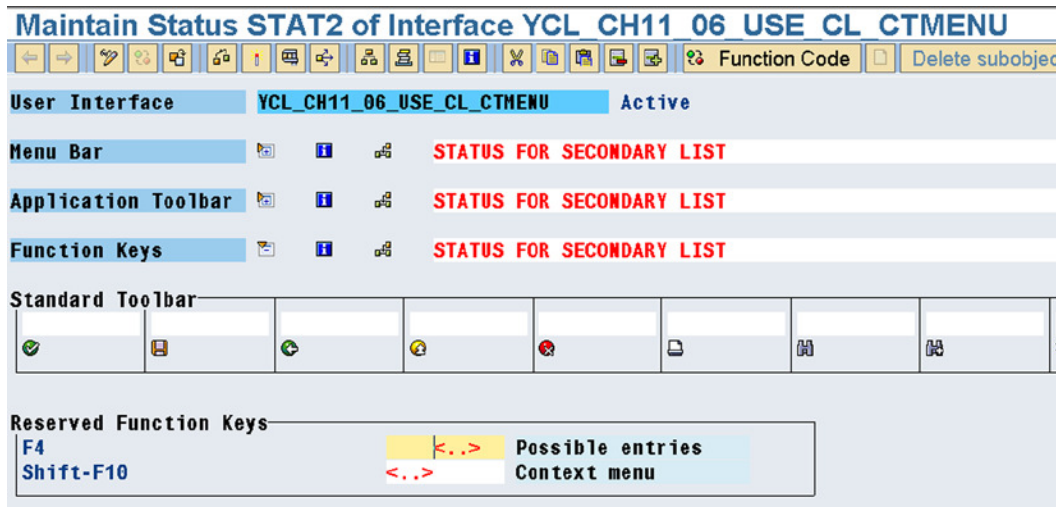 Maintain Status STAT2 of Interface YCL_CH11_06_USE_CL_CTMENU
Function Code Delete subobjec
User Interface YCL_CH11_06_USE_CL_CTMENU Active
Menu Bar STATUS FOR SECONDARY LIST
Application Toolbar STATUS FOR SECONDARY LIST
Function Keys STATUS FOR SECONDARY LIST
Standard Toolbar
Reserved Function Keys
F4 <..> Possible entries
Shift-F10 <..> Context menu